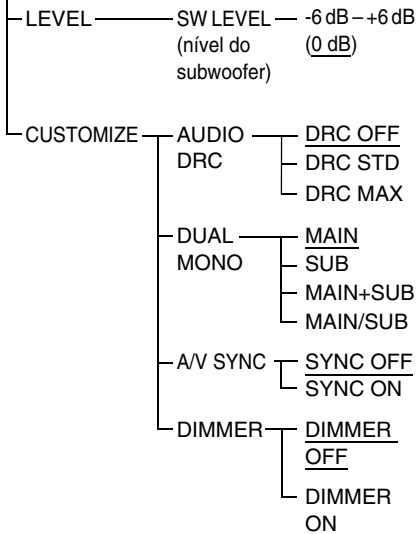 LEVEL SW LEVEL -6 dB – +6 dB
(nível do (0 dB)
subwoofer)
CUSTOMIZE AUDIO DRC OFF
DRC DRC STD
DRC MAX
DUAL MAIN
MONO SUB
MAIN+SUB
MAIN/SUB
A/V SYNC SYNC OFF
SYNC ON
DIMMER DIMMER
OFF
DIMMER
ON